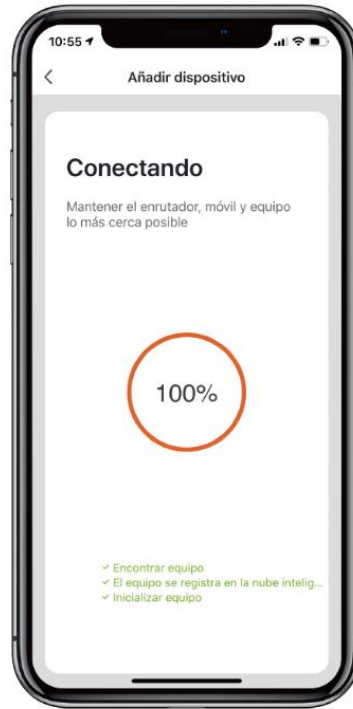 10:55
Añadir dispositivo
Conectando
Mantener el enrutador, móvil y equipo
lo más cerca posible
100%
Encontrar equipo
El equipo se registra en la nube intelig...
Inicializar equipo